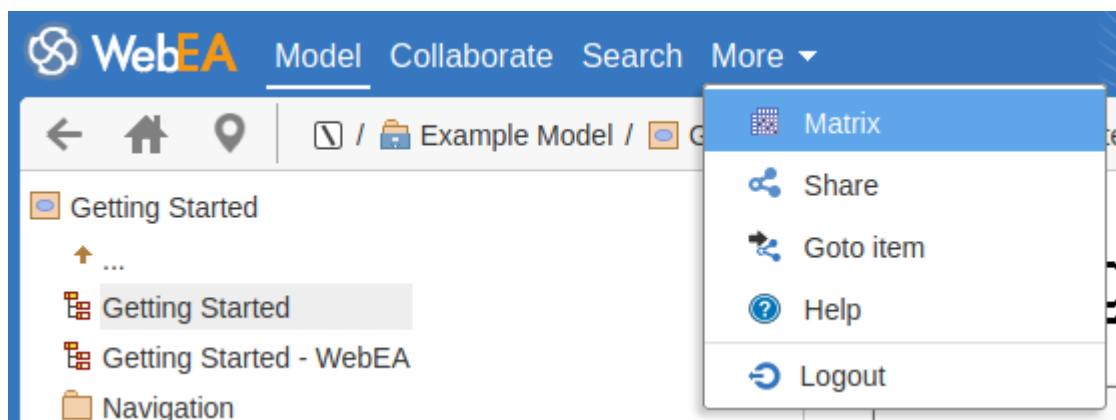 WebEA Model Collaborate Search More
Example Model /
Matrix
Share
Goto item
Help
Logout
Getting Started
...
Getting Started
Getting Started - WebEA
Navigation